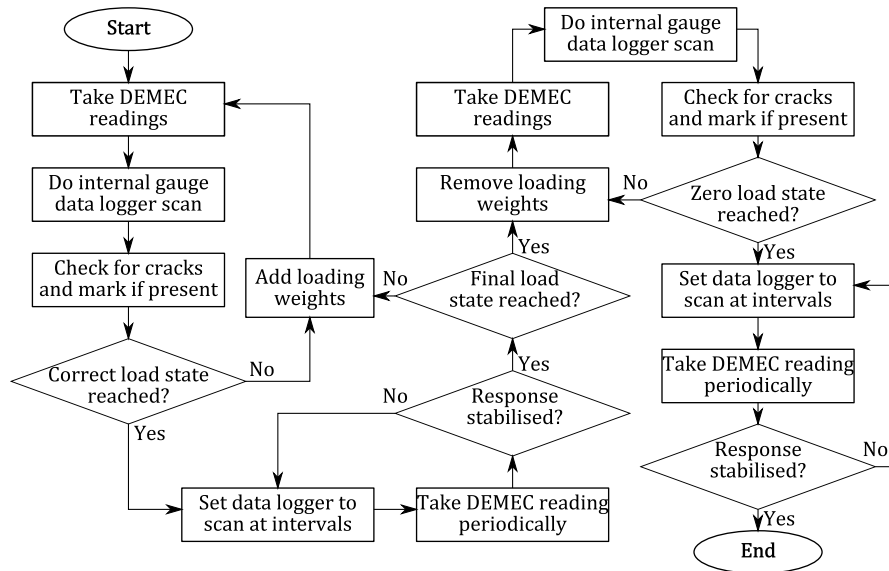 Start
Take DEMEC
readings
Do internal gauge
data logger scan
Check for cracks
and mark if present
Correct load state
reached?
No
Yes
Add loading
weights
Set data logger to
scan at intervals
Take DEMEC reading
periodically
Response
stabilised?
No
Yes
Final load
state reached?
No
Yes
Remove loading
weights
Take DEMEC
readings
Do internal gauge
data logger scan
Check for cracks
and mark if present
Zero load state
reached?
No
Yes
Set data logger to
scan at intervals
Take DEMEC reading
periodically
Response
stabilised?
No
Yes
End